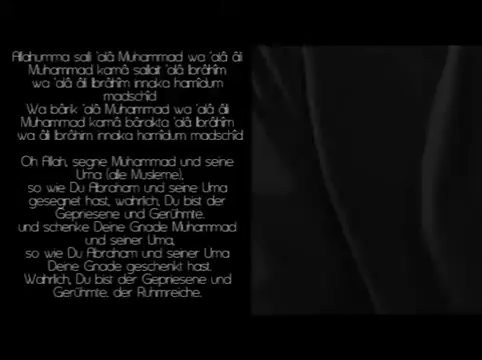 Allahumma salli 'alâ Muhammad wa 'alâ âli
Muhammad kamâ sallait 'alâ Ibrâhîm
wa 'alâ âli Ibrâhîm innaka hamîdum
madschîd
Wa bârik 'alâ Muhammad wa 'alâ âli
Muhammad kamâ bârakta 'alâ Ibrâhîm
wa âli Ibrâhim innaka hamîdum madschîd
Oh Allah, segne Muhammad und seine
Uma (alle Musleme),
so wie Du Abraham und seine Uma
gesegnet hast, wahrlich, Du bist der
Gepriesene und Gerühmte.
und schenke Deine Gnade Muhammad
und seiner Uma,
so wie Du Abraham und seiner Uma
Deine Gnade geschenkt hast.
Wahrlich, Du bist der Gepriesene und
Gerühmte, der Ruhmreiche.